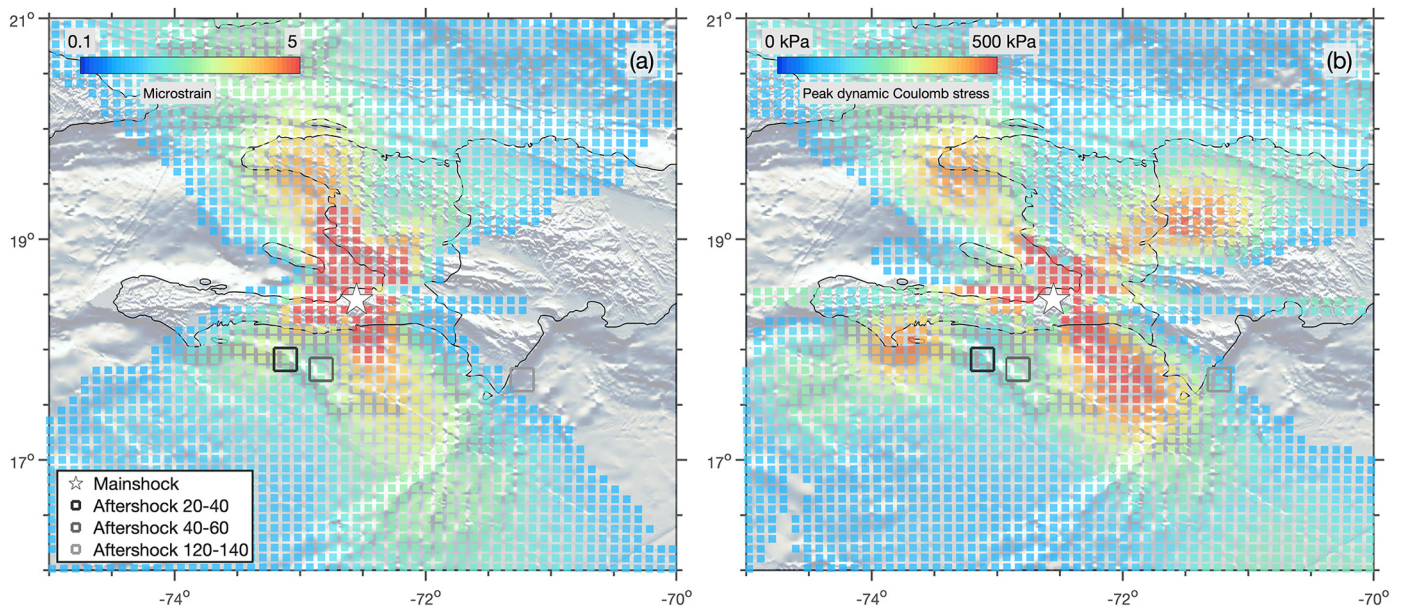 21°
0.1 5
(a)
Microstrain
19°
17°
☆ Mainshock
Aftershock 20-40
Aftershock 40-60
Aftershock 120-140
-74° -72° -70°
21°
0 kPa 500 kPa
(b)
Peak dynamic Coulomb stress
19°
17°
-74° -72° -70°